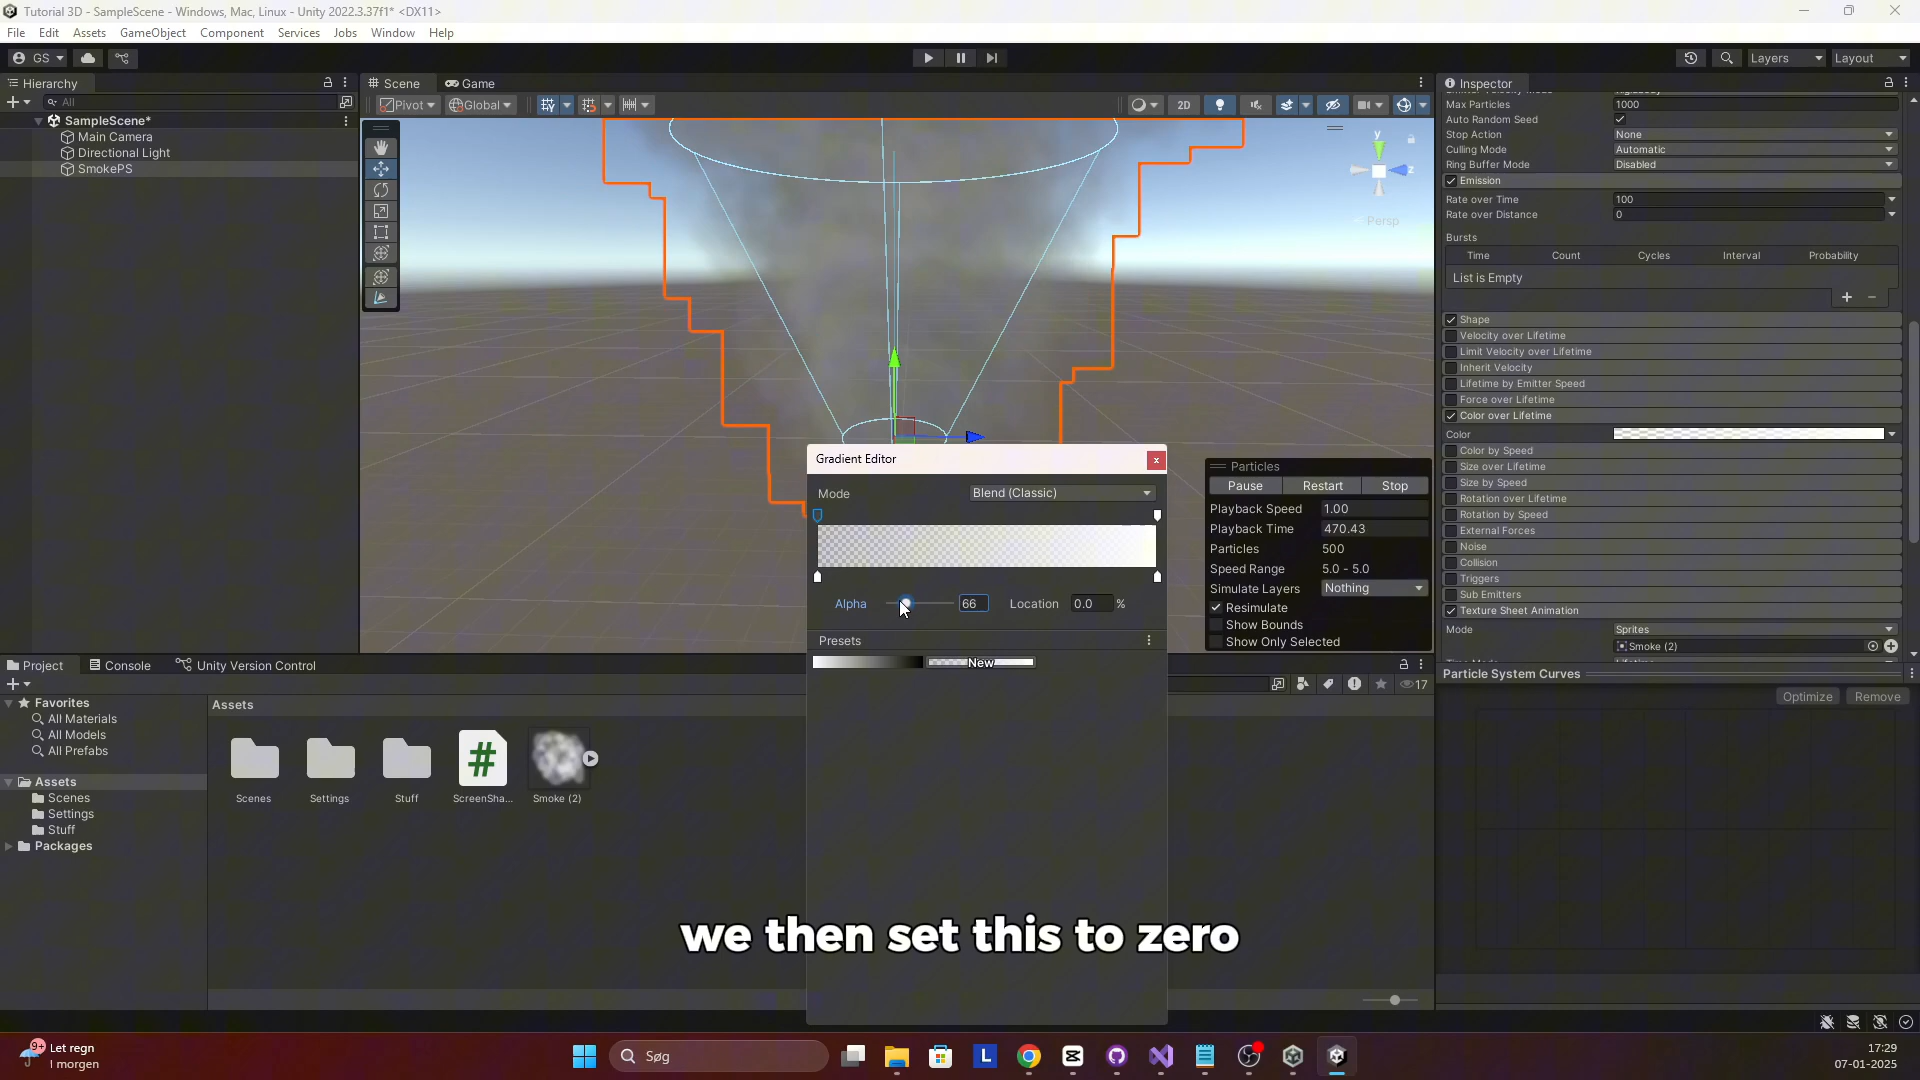 Tutorial 3D - SampleScene - Windows, Mac, Linux - Unity 2022.3.37f1* <DX11>
File Edit Assets GameObject Component Services Jobs Window Help
GS
Layers Layout
Hierarchy
Scene Game
Inspector
All
Pivot Global 2D
SampleScene*
Main Camera
Directional Light
SmokePS
y
z
Persp
Max Particles 1000
Auto Random Seed
Stop Action None
Culling Mode Automatic
Ring Buffer Mode Disabled
Emission
Rate over Time 100
Rate over Distance 0
Bursts
Time Count Cycles Interval Probability
List is Empty
Shape
Velocity over Lifetime
Limit Velocity over Lifetime
Inherit Velocity
Lifetime by Emitter Speed
Force over Lifetime
Color over Lifetime
Color
Color by Speed
Size over Lifetime
Size by Speed
Rotation over Lifetime
Rotation by Speed
External Forces
Noise
Collision
Triggers
Sub Emitters
Texture Sheet Animation
Mode Sprites
Smoke (2)
Particle System Curves
Optimize Remove
Gradient Editor
x
Mode Blend (Classic)
Alpha 66 Location 0.0 %
Presets
New
Particles
Pause Restart Stop
Playback Speed 1.00
Playback Time 470.43
Particles 500
Speed Range 5.0 - 5.0
Simulate Layers Nothing
Resimulate
Show Bounds
Show Only Selected
Project Console Unity Version Control
17
Favorites
All Materials
All Models
All Prefabs
Assets
Scenes
Settings
Stuff
Packages
Assets
Scenes Settings Stuff ScreenSha... Smoke (2)
#
we then set this to zero
9+
Let regn
I morgen
Søg
L
17:29
07-01-2025